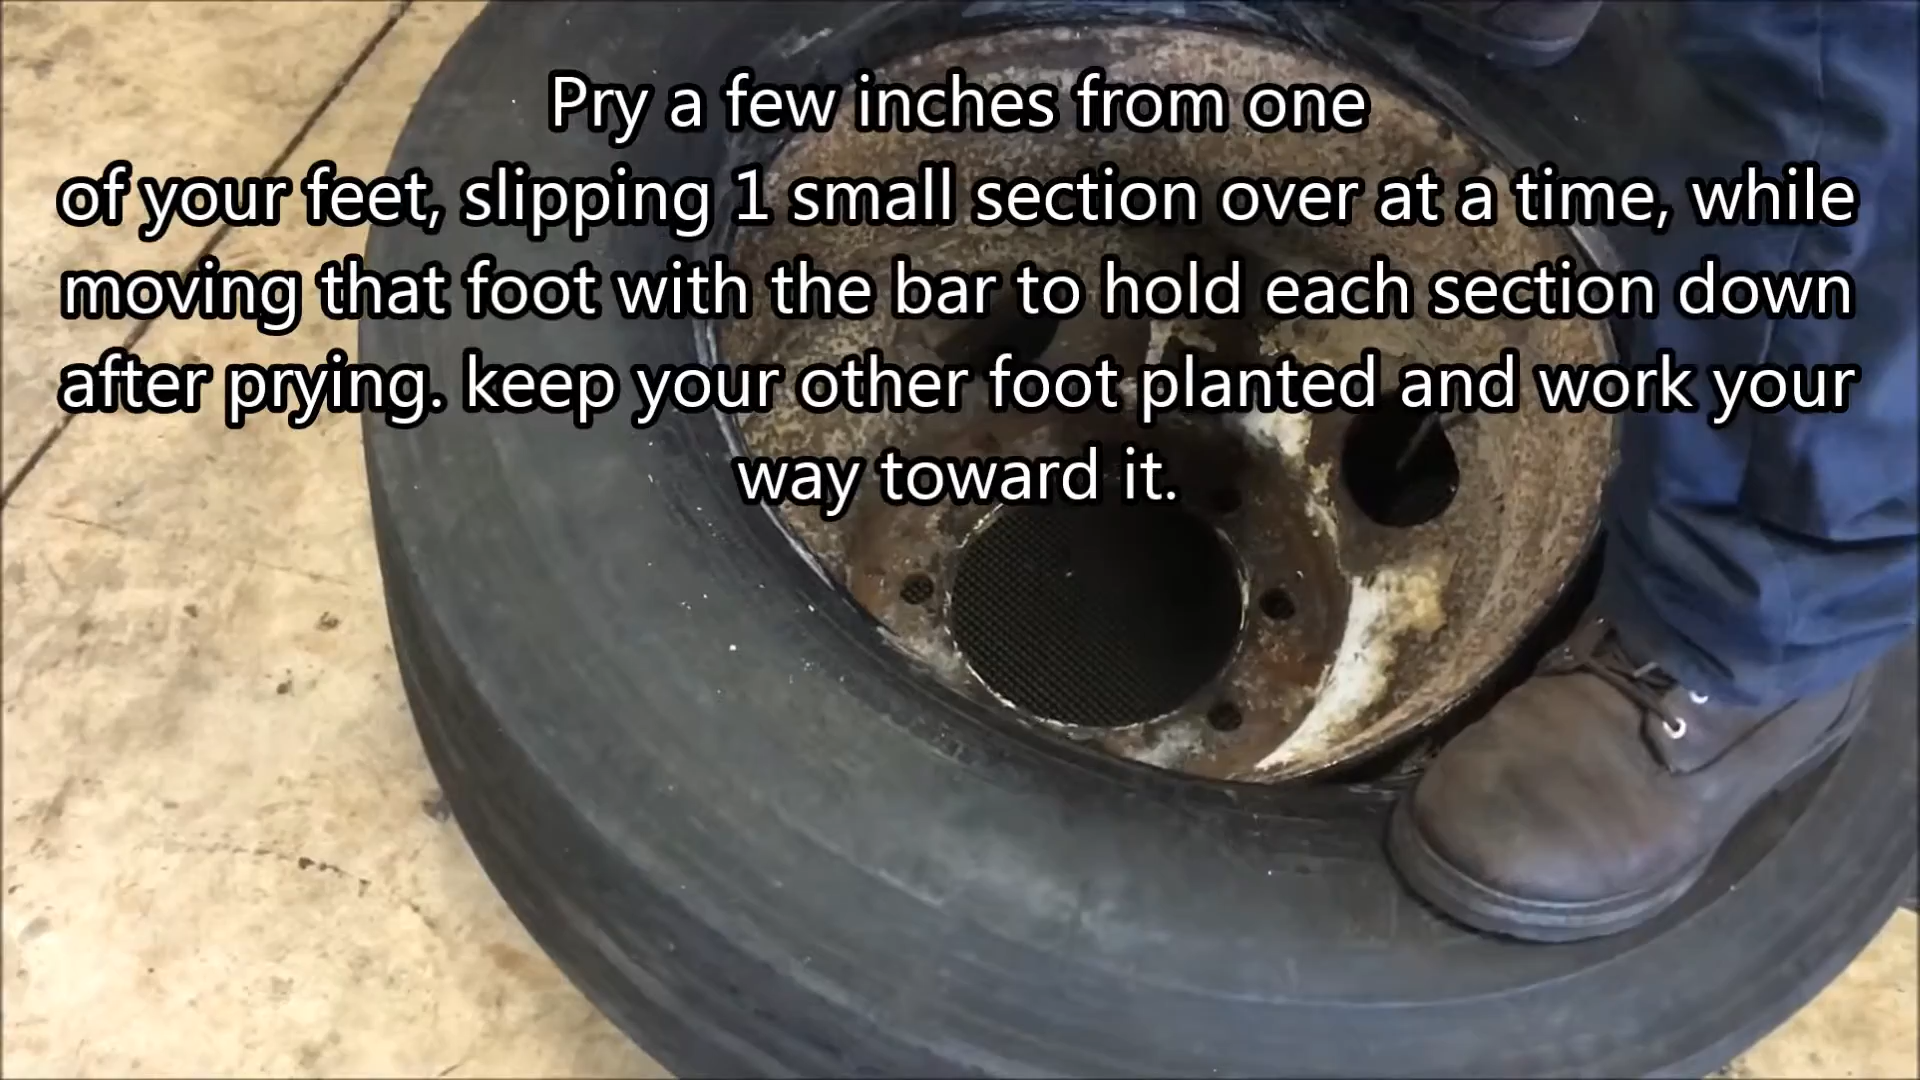 Pry a few inches from one
of your feet, slipping 1 small section over at a time, while
moving that foot with the bar to hold each section down
after prying. keep your other foot planted and work your
way toward it.